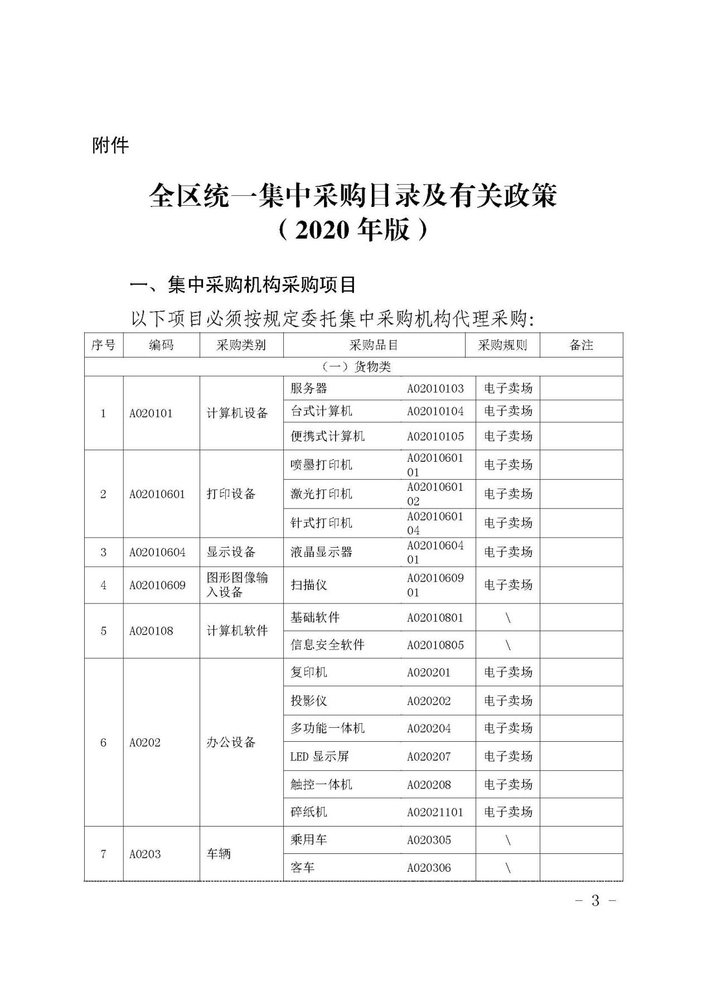 附件
全区统一集中采购目录及有关政策
（2020 年版）
一、集中采购机构采购项目
以下项目必须按规定委托集中采购机构代理采购:
序号 编码 采购类别 采购品目 采购规则 备注
（一）货物类
1 A020101 计算机设备 服务器 A02010103 电子卖场
台式计算机 A02010104 电子卖场
便携式计算机 A02010105 电子卖场
2 A02010601 打印设备 喷墨打印机 A02010601
01 电子卖场
激光打印机 A02010601
02 电子卖场
针式打印机 A02010601
04 电子卖场
3 A02010604 显示设备 液晶显示器 A02010604
01 电子卖场
4 A02010609 图形图像输
入设备 扫描仪 A02010609
01 电子卖场
5 A020108 计算机软件 基础软件 A02010801 \
信息安全软件 A02010805 \
6 A0202 办公设备 复印机 A020201 电子卖场
投影仪 A020202 电子卖场
多功能一体机 A020204 电子卖场
LED 显示屏 A020207 电子卖场
触控一体机 A020208 电子卖场
碎纸机 A02021101 电子卖场
7 A0203 车辆 乘用车 A020305 \
客车 A020306 \
- 3 -